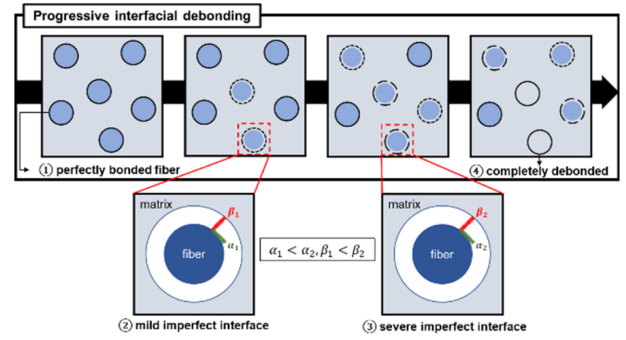 Progressive interfacial debonding
① perfectly bonded fiber
④ completely debonded
matrix
β₁
α₁
fiber
α₁ < α₂, β₁ < β₂
matrix
β₂
α₂
fiber
② mild imperfect interface
③ severe imperfect interface